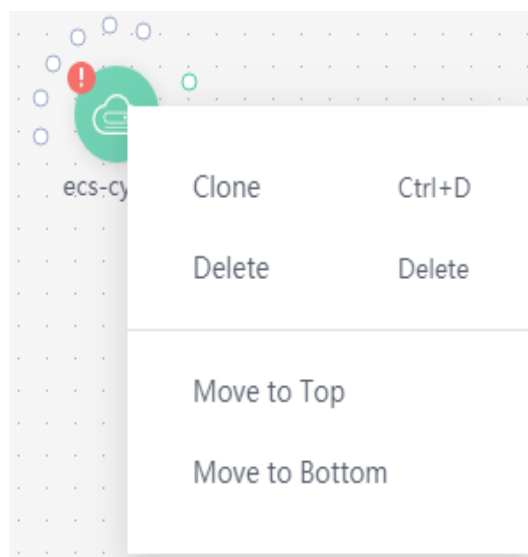 ecs-cy
Clone Ctrl+D
Delete Delete
Move to Top
Move to Bottom